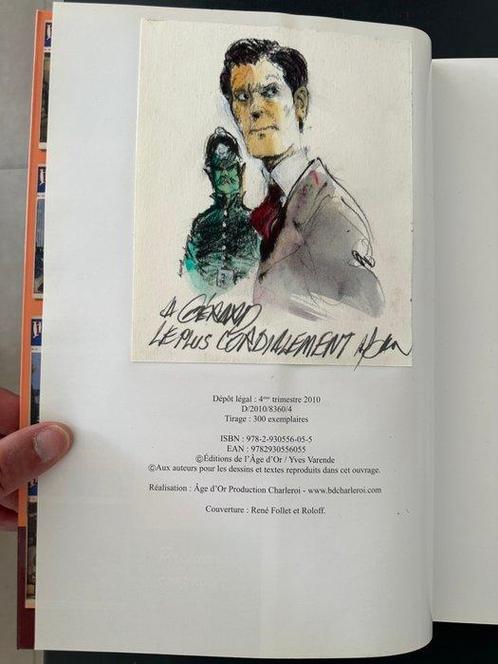 A GÉRARD
LE PLUS CORDIALEMENT
Dépôt légal : 4ème trimestre 2010
D/2010/8360/4
Tirage : 300 exemplaires
ISBN : 978-2-930556-05-5
EAN : 9782930556055
©Éditions de l'Âge d'Or / Yves Varende
©Aux auteurs pour les dessins et textes reproduits dans cet ouvrage.
Réalisation : Âge d'Or Production Charleroi - www.bdcharleroi.com
Couverture : René Follet et Roloff.